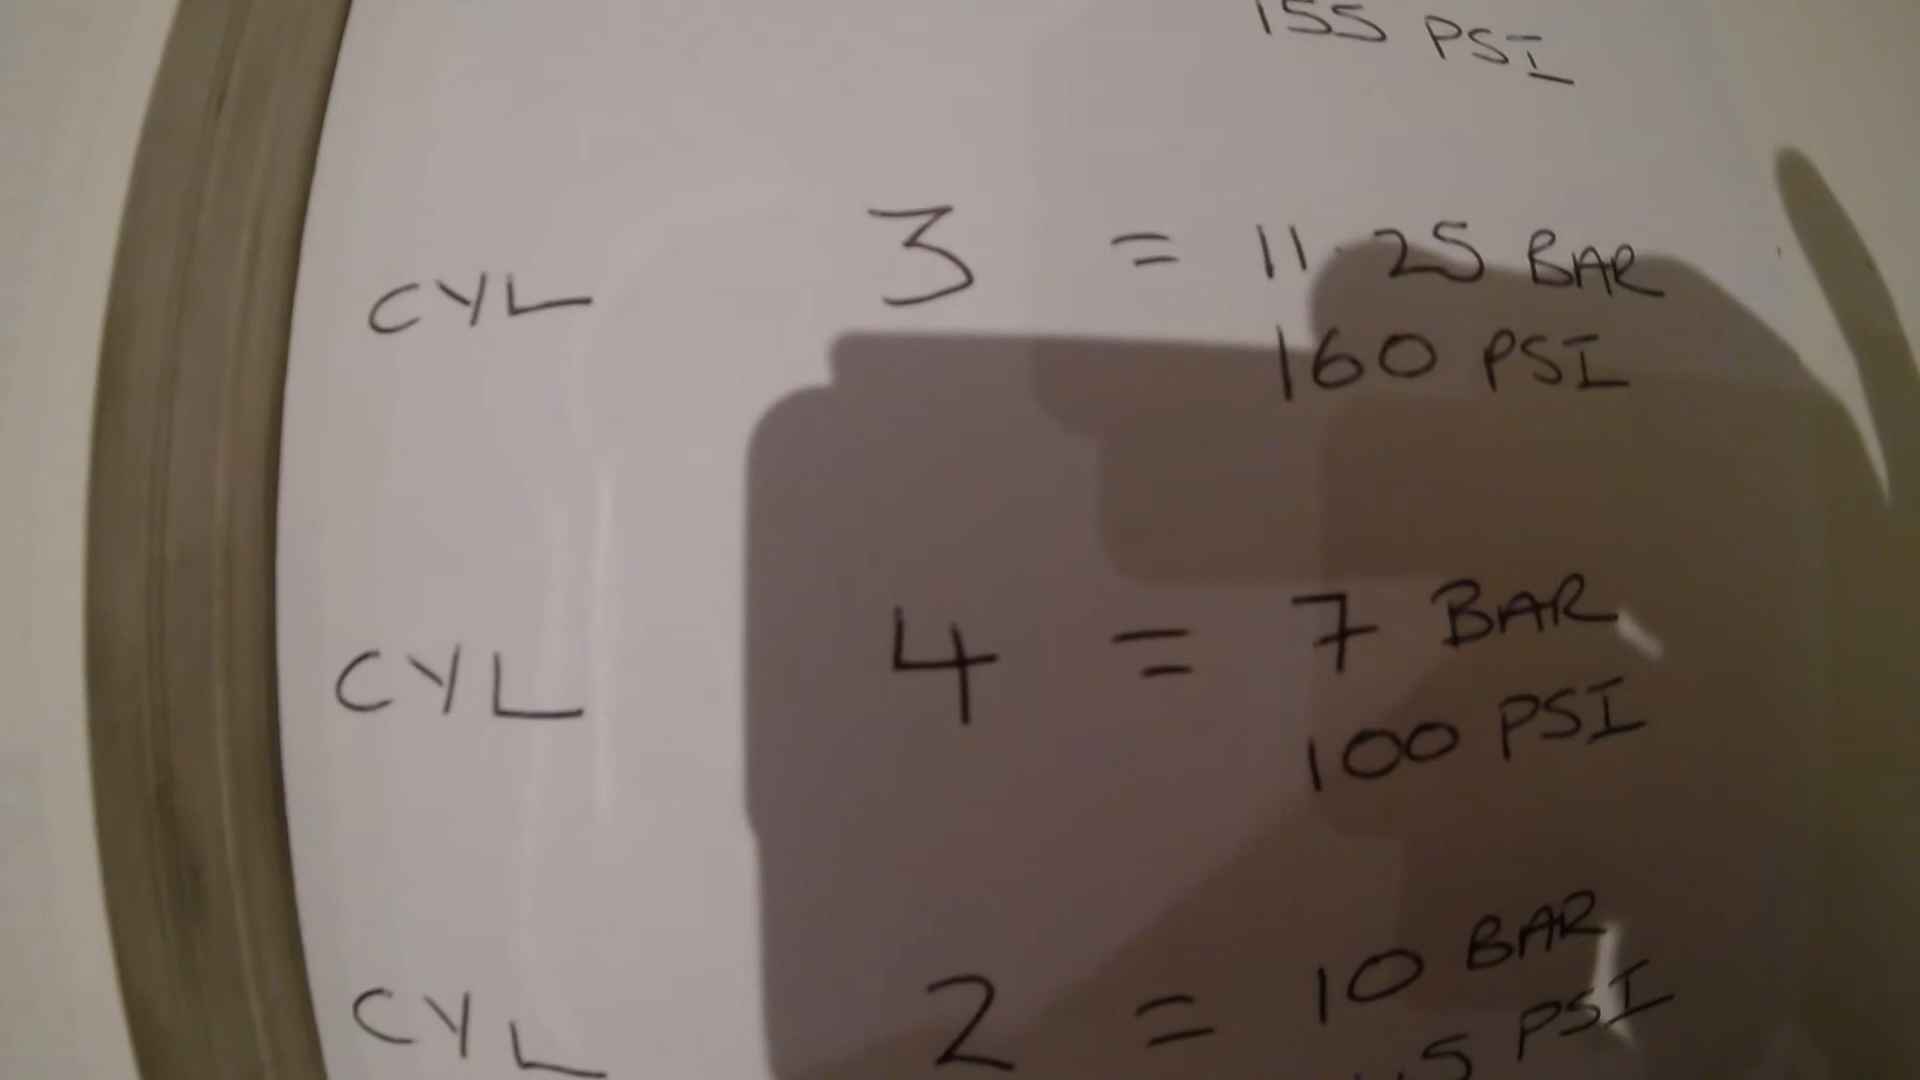 155 PSI
CYL 3 = 11.25 BAR
160 PSI
CYL 4 = 7 BAR
100 PSI
CYL 2 = 10 BAR
PSI